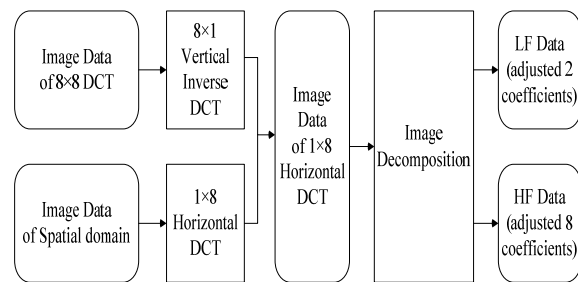 Image Data
of 8×8 DCT
8×1
Vertical
Inverse
DCT
Image Data
of Spatial domain
1×8
Horizontal
DCT
Image
Data
of 1×8
Horizontal
DCT
Image
Decomposition
LF Data
(adjusted 2
coefficients)
HF Data
(adjusted 8
coefficients)